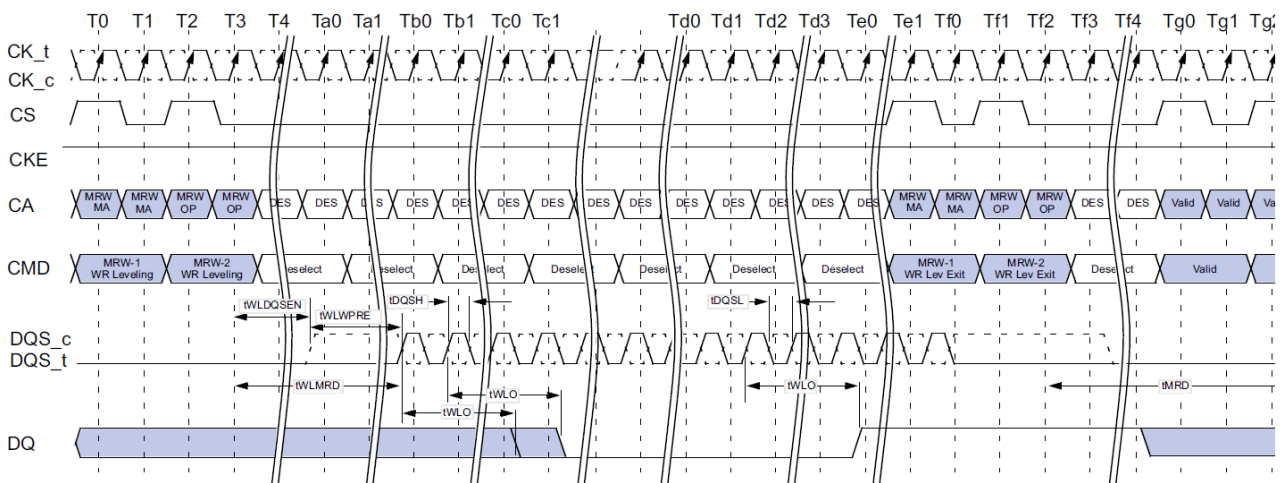 T0 T1 T2 T3 T4 Ta0 Ta1 Tb0 Tb1 Tc0 Tc1 Td0 Td1 Td2 Td3 Te0 Te1 Tf0 Tf1 Tf2 Tf3 Tf4 Tg0 Tg1 Tg2
CK_t
CK_c
CS
CKE
MRW MRW MRW MRW MRW MRW MRW MRW
CA
MA MA OP OP DES DES DES DES DES DES DES DES DES DES DES DES DES DES MA MA OP OP DES DES Valid Valid Va
MRW-1 MRW-2 MRW-1 MRW-2
CMD
WR Leveling WR Leveling Deselect Deselect Deselect Deselect Deselect Deselect Deselect WR Lev Exit WR Lev Exit Deselect Valid
tWLDQSEN tDQSH tDQSL
tWLWPRE
DQS_c
DQS_t
tWLMRD tWLO tWLO tMRD
tWLO
DQ